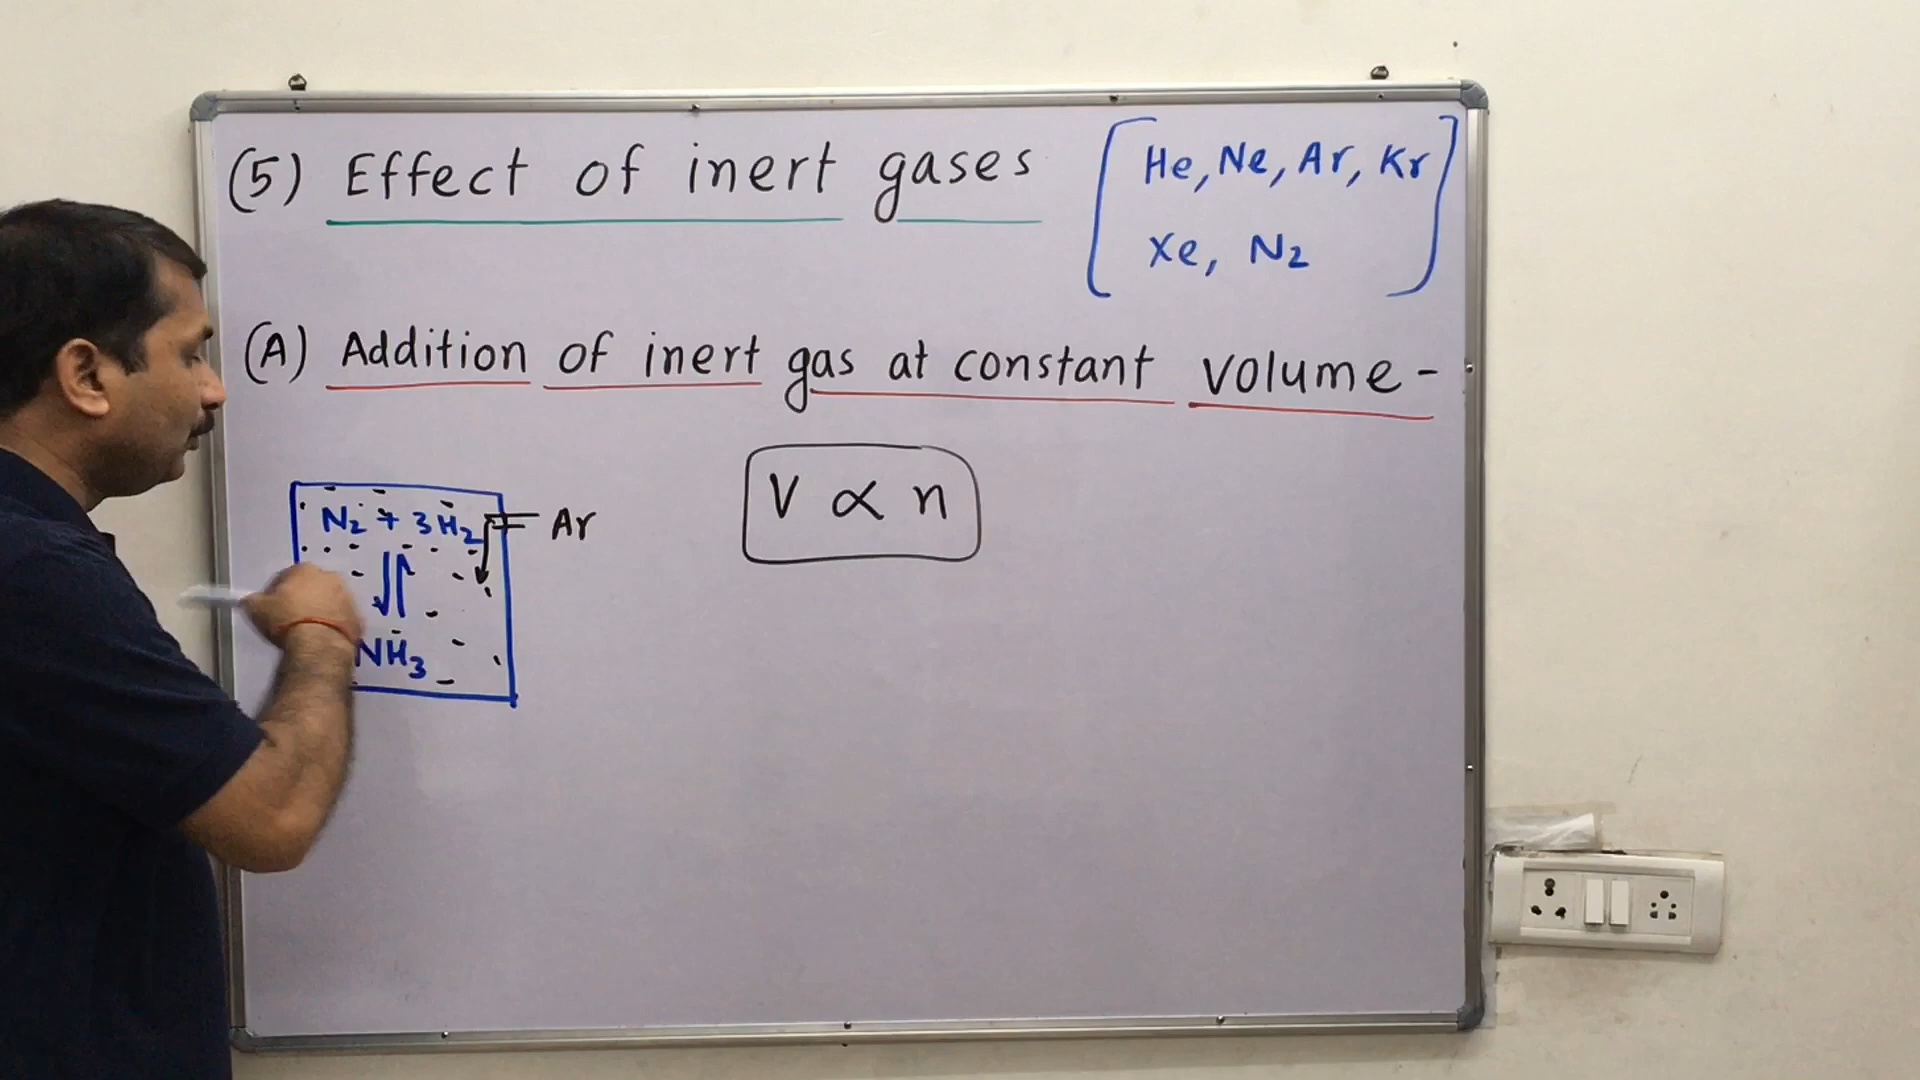 (5) Effect of inert gases [He, Ne, Ar, Kr
Xe, N₂]
(A) Addition of inert gas at constant volume-
V ∝ n
N₂ + 3H₂
Ar
⇌
NH₃